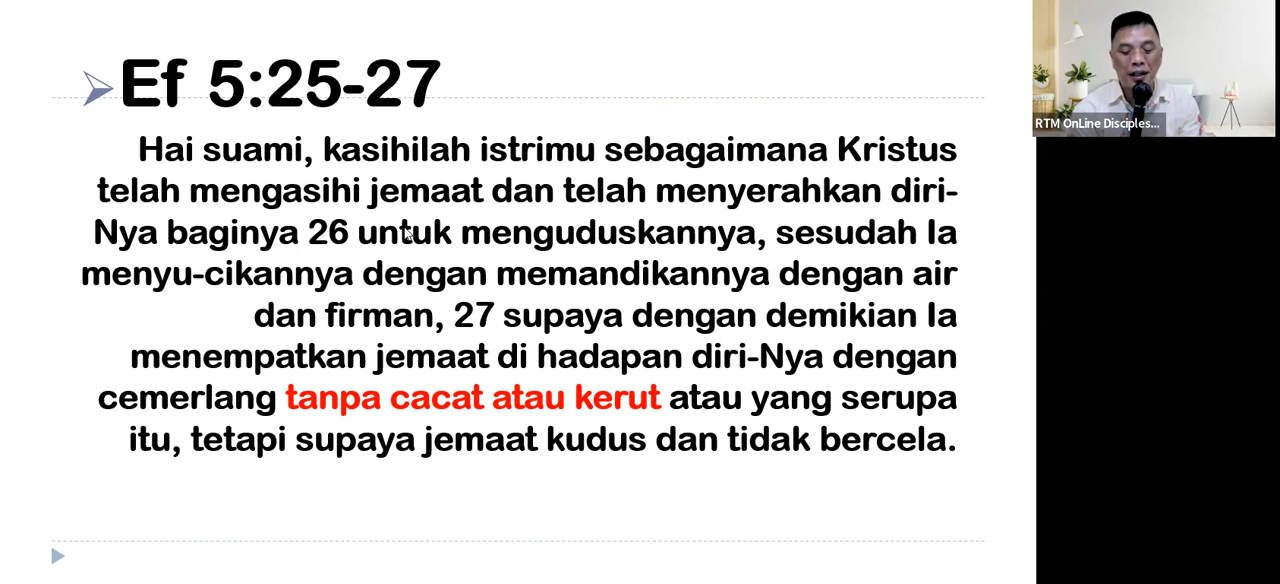 Ef 5:25-27
Hai suami, kasihilah istrimu sebagaimana Kristus
telah mengasihi jemaat dan telah menyerahkan diri-
Nya baginya 26 untuk menguduskannya, sesudah Ia
menyu-cikannya dengan memandikannya dengan air
dan firman, 27 supaya dengan demikian Ia
menempatkan jemaat di hadapan diri-Nya dengan
cemerlang tanpa cacat atau kerut atau yang serupa
itu, tetapi supaya jemaat kudus dan tidak bercela.
RTM OnLine Disciples...